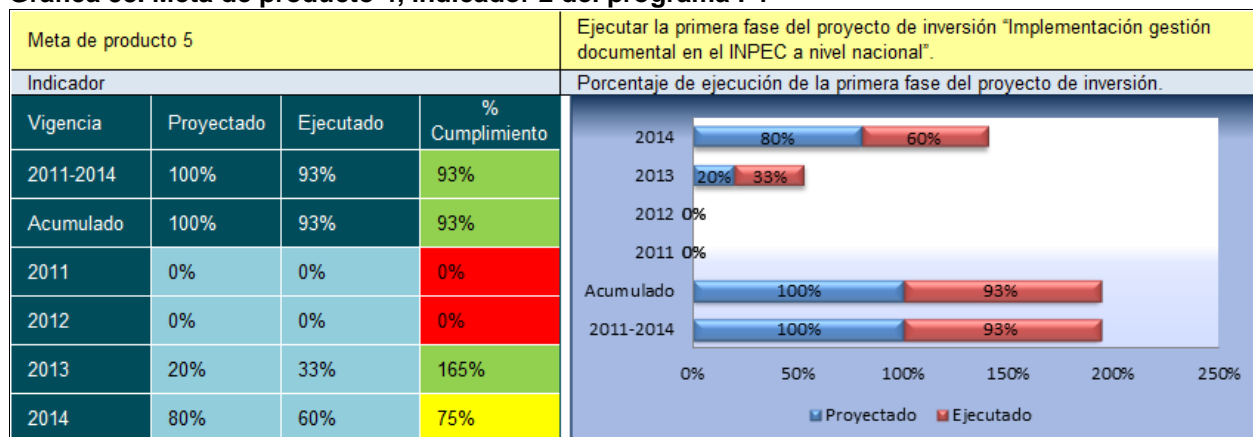 Meta de producto 5
Ejecutar la primera fase del proyecto de inversión “Implementación gestión
documental en el INPEC a nivel nacional”.
Indicador
Porcentaje de ejecución de la primera fase del proyecto de inversión.
Vigencia Proyectado Ejecutado % Cumplimiento
2011-2014 100% 93% 93%
Acumulado 100% 93% 93%
2011 0% 0% 0%
2012 0% 0% 0%
2013 20% 33% 165%
2014 80% 60% 75%
2014 80% 60%
2013 20% 33%
2012 0%
2011 0%
Acumulado 100% 93%
2011-2014 100% 93%
0% 50% 100% 150% 200% 250%
Proyectado Ejecutado